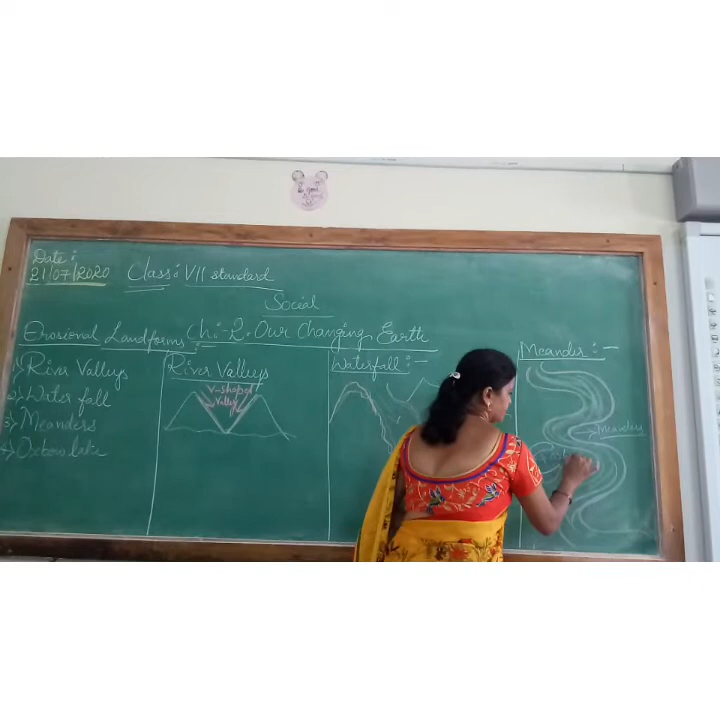 Date :
21/07/2020
Class : VII standard
Social
Erosional Landforms : Ch : - 2. Our Changing Earth
1) River Valleys
2) Water fall
3) Meanders
4) Oxbow lake
River Valleys
V-shaped
Valley
Waterfall : -
Meander : -
Meander